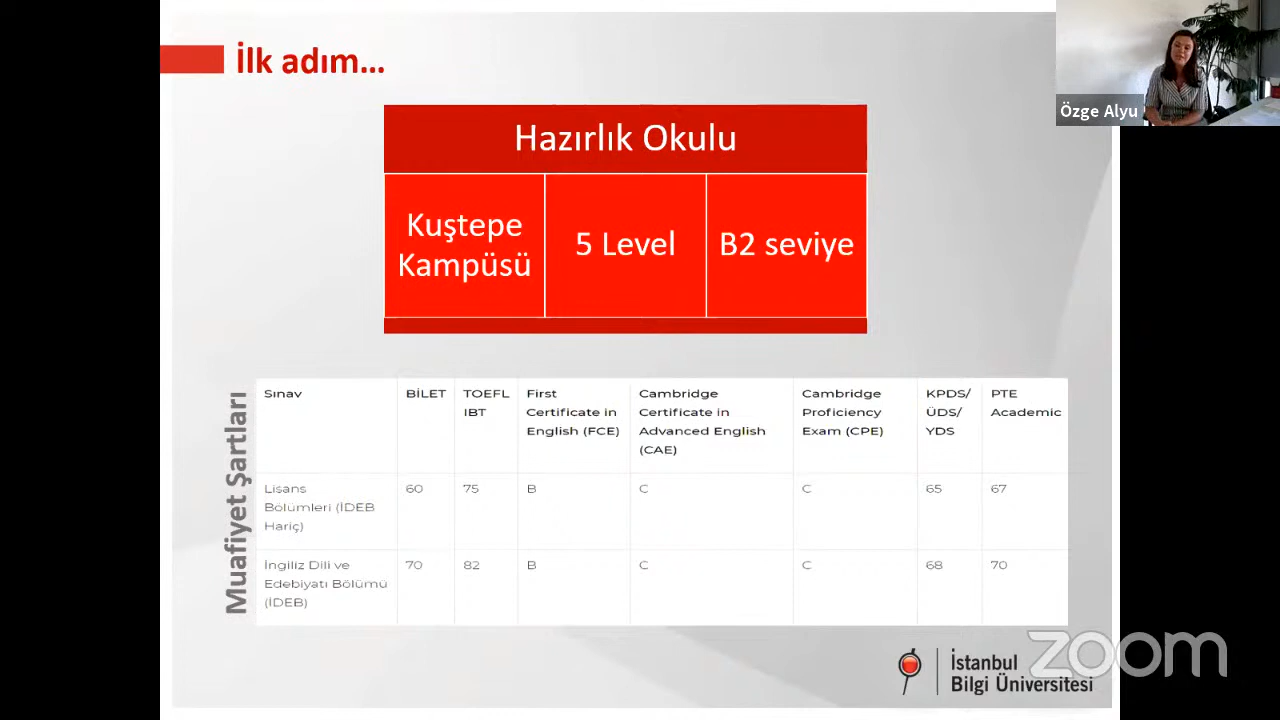 İlk adım...
Özge Alyu
Hazırlık Okulu
Kuştepe
Kampüsü
5 Level
B2 seviye
Muafiyet Şartları
Sınav
BİLET
TOEFL
IBT
First
Certificate in
English (FCE)
Cambridge
Certificate in
Advanced English
(CAE)
Cambridge
Proficiency
Exam (CPE)
KPDS/
ÜDS/
YDS
PTE
Academic
Lisans
Bölümleri (İDEB
Hariç)
60
75
B
C
C
65
67
İngiliz Dili ve
Edebiyatı Bölümü
(İDEB)
70
82
B
C
C
68
70
İstanbul
Bilgi Üniversitesi
zoom